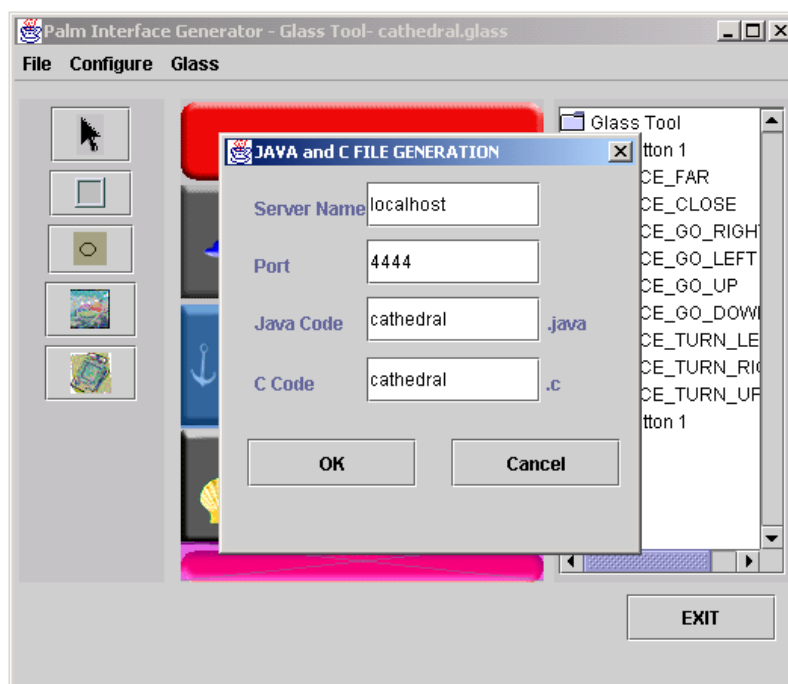 Palm Interface Generator - Glass Tool- cathedral.glass
File Configure Glass
Glass Tool
JAVA and C FILE GENERATION
Server Name localhost
Port 4444
Java Code cathedral .java
C Code cathedral .c
OK Cancel
tton 1
CE_FAR
CE_CLOSE
CE_GO_RIGH
CE_GO_LEFT
CE_GO_UP
CE_GO_DOW
CE_TURN_LE
CE_TURN_RI
CE_TURN_UP
tton 1
EXIT